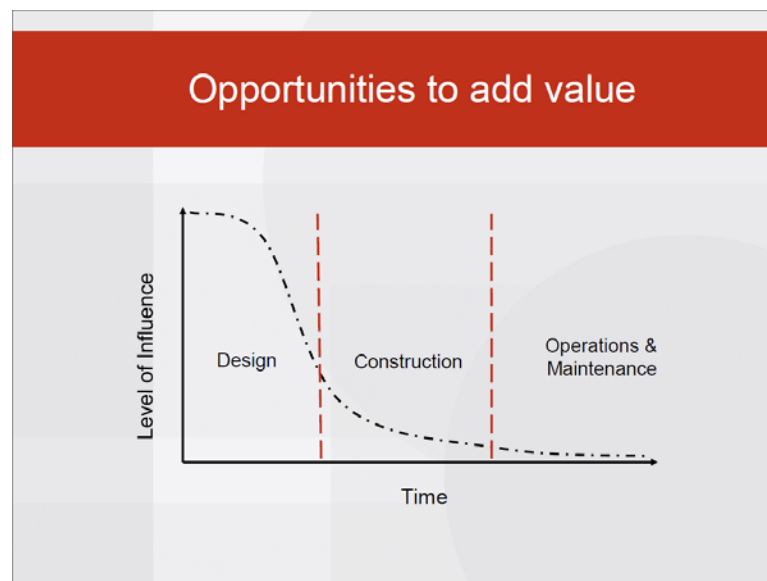 Opportunities to add value
Level of Influence
Design
Construction
Operations &
Maintenance
Time